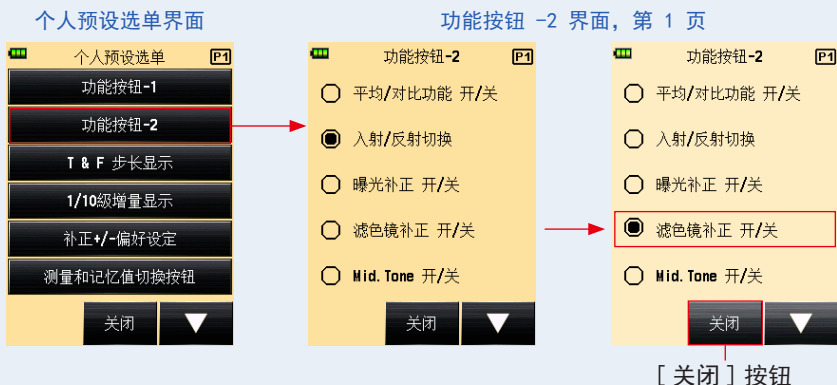 个人预设选单界面
功能按钮 -2 界面，第 1 页
个人预设选单
P1
功能按钮-1
功能按钮-2
T & F 步长显示
1/10級增量显示
补正+/-偏好设定
测量和记忆值切换按钮
关闭
功能按钮-2
P1
平均/对比功能 开/关
入射/反射切换
曝光补正 开/关
滤色镜补正 开/关
Mid. Tone 开/关
关闭
功能按钮-2
P1
平均/对比功能 开/关
入射/反射切换
曝光补正 开/关
滤色镜补正 开/关
Mid. Tone 开/关
关闭
［关闭］按钮